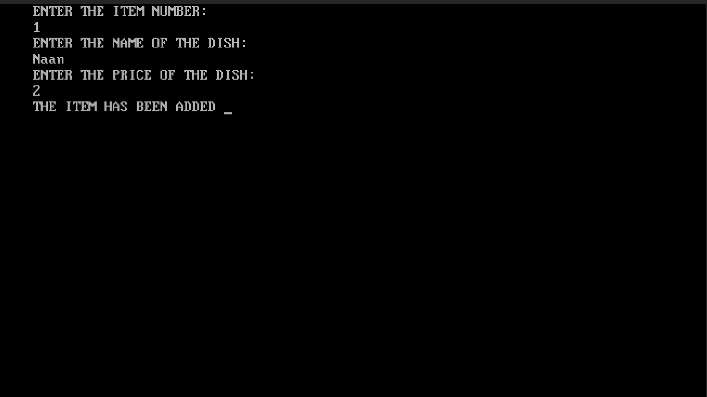 ENTER THE ITEM NUMBER:
1
ENTER THE NAME OF THE DISH:
Naan
ENTER THE PRICE OF THE DISH:
2
THE ITEM HAS BEEN ADDED _